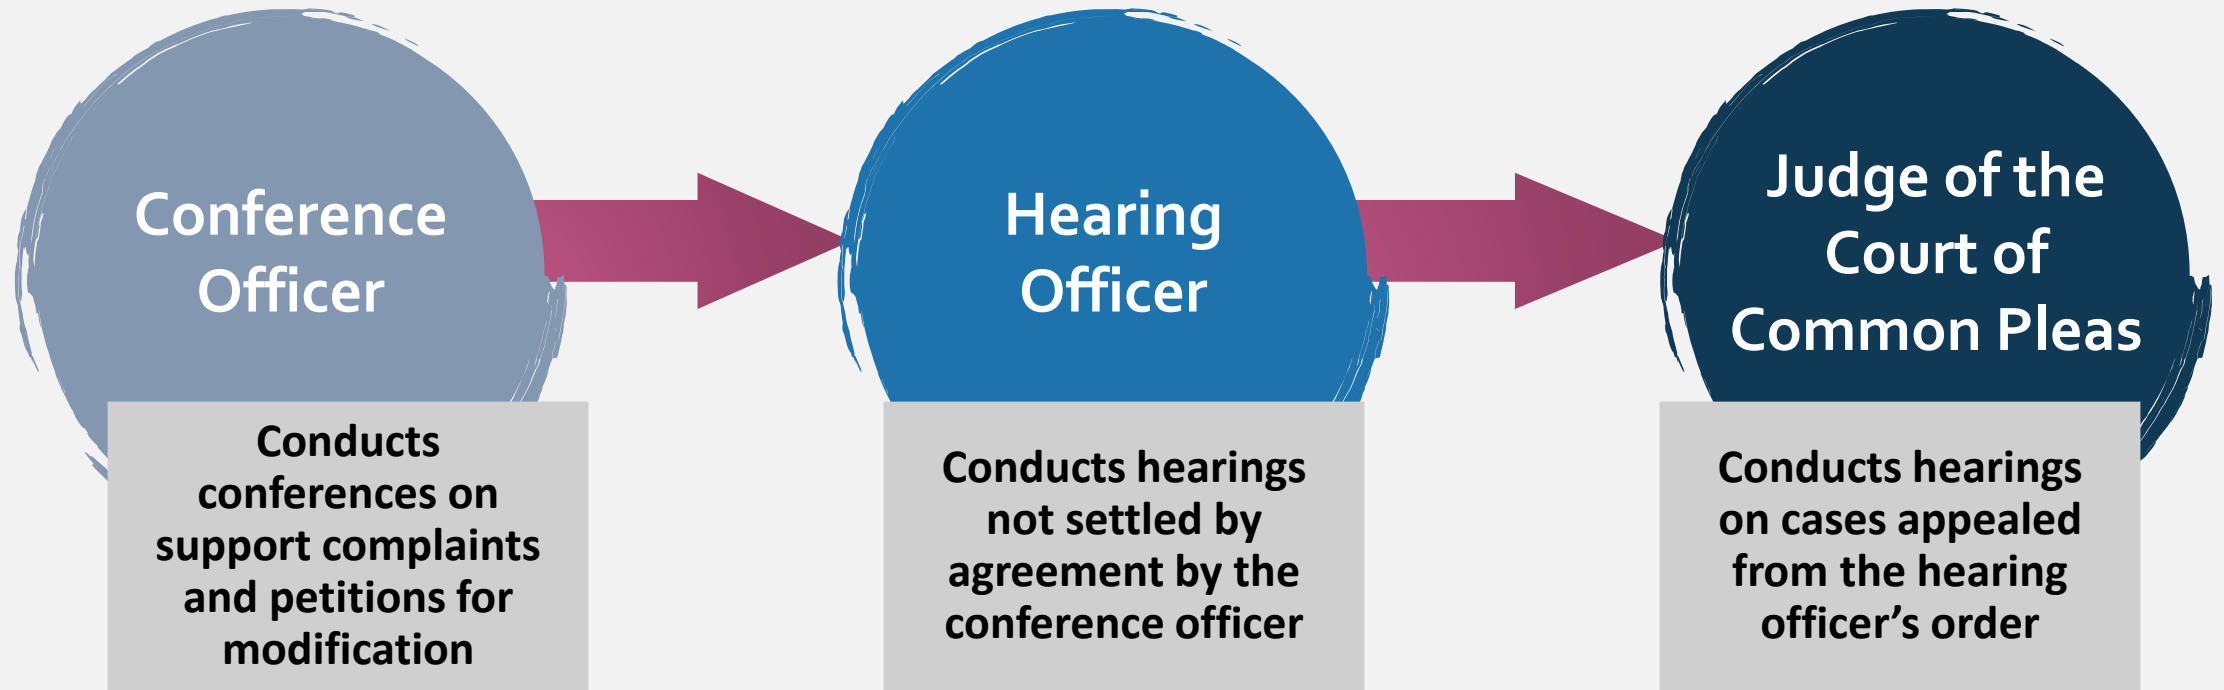 Conference
Officer
Conducts
conferences on
support complaints
and petitions for
modification
Hearing
Officer
Conducts hearings
not settled by
agreement by the
conference officer
Judge of the
Court of
Common Pleas
Conducts hearings
on cases appealed
from the hearing
officer’s order